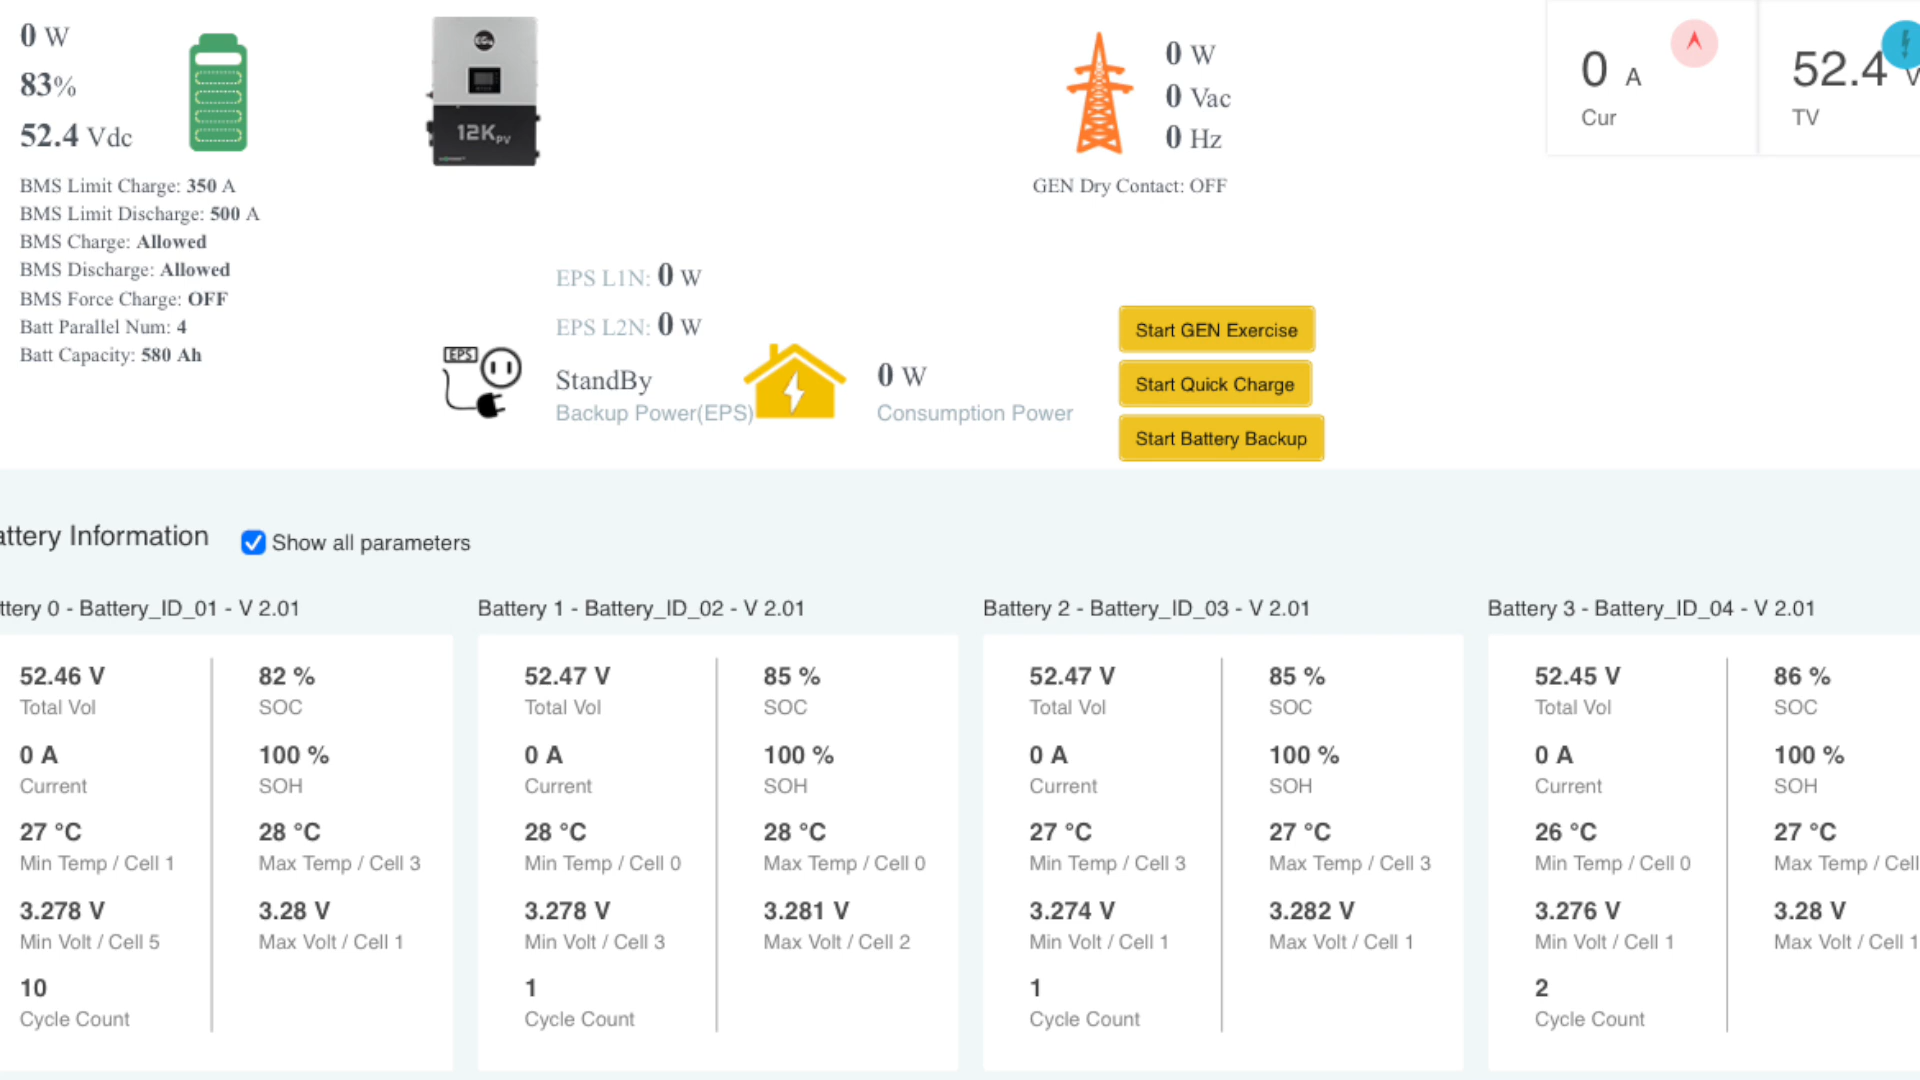 0 W
83%
52.4 Vdc
BMS Limit Charge: 350 A
BMS Limit Discharge: 500 A
BMS Charge: Allowed
BMS Discharge: Allowed
BMS Force Charge: OFF
Batt Parallel Num: 4
Batt Capacity: 580 Ah
EG4
12KPV
0 W
0 Vac
0 Hz
GEN Dry Contact: OFF
0 A
Cur
52.4 V
TV
EPS L1N: 0 W
EPS L2N: 0 W
EPS
StandBy
Backup Power(EPS)
0 W
Consumption Power
Start GEN Exercise
Start Quick Charge
Start Battery Backup
attery Information
Show all parameters
ttery 0 - Battery_ID_01 - V 2.01
52.46 V
Total Vol
82 %
SOC
0 A
Current
100 %
SOH
27 °C
Min Temp / Cell 1
28 °C
Max Temp / Cell 3
3.278 V
Min Volt / Cell 5
3.28 V
Max Volt / Cell 1
10
Cycle Count
Battery 1 - Battery_ID_02 - V 2.01
52.47 V
Total Vol
85 %
SOC
0 A
Current
100 %
SOH
28 °C
Min Temp / Cell 0
28 °C
Max Temp / Cell 0
3.278 V
Min Volt / Cell 3
3.281 V
Max Volt / Cell 2
1
Cycle Count
Battery 2 - Battery_ID_03 - V 2.01
52.47 V
Total Vol
85 %
SOC
0 A
Current
100 %
SOH
27 °C
Min Temp / Cell 3
27 °C
Max Temp / Cell 3
3.274 V
Min Volt / Cell 1
3.282 V
Max Volt / Cell 1
1
Cycle Count
Battery 3 - Battery_ID_04 - V 2.01
52.45 V
Total Vol
86 %
SOC
0 A
Current
100 %
SOH
26 °C
Min Temp / Cell 0
27 °C
Max Temp / Cell
3.276 V
Min Volt / Cell 1
3.28 V
Max Volt / Cell 1
2
Cycle Count